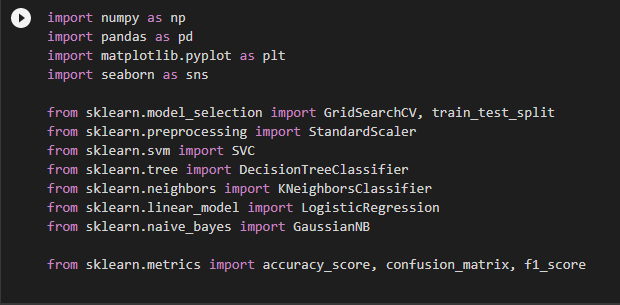 import numpy as np
import pandas as pd
import matplotlib.pyplot as plt
import seaborn as sns
from sklearn.model_selection import GridSearchCV, train_test_split
from sklearn.preprocessing import StandardScaler
from sklearn.svm import SVC
from sklearn.tree import DecisionTreeClassifier
from sklearn.neighbors import KNeighborsClassifier
from sklearn.linear_model import LogisticRegression
from sklearn.naive_bayes import GaussianNB
from sklearn.metrics import accuracy_score, confusion_matrix, f1_score